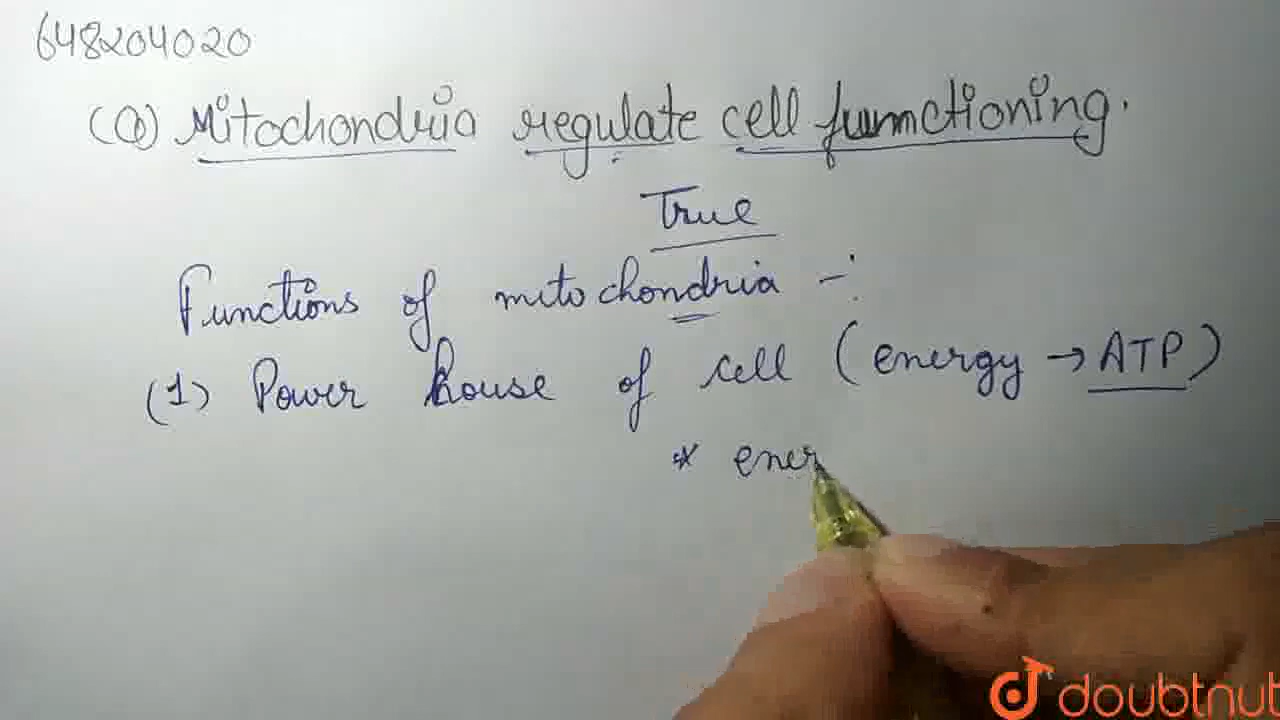 648204020
(Q) Mitochondria regulate cell functioning.
True
Functions of mitochondria -:
(1) Power house of cell (energy → ATP)
* ener
doubtnut